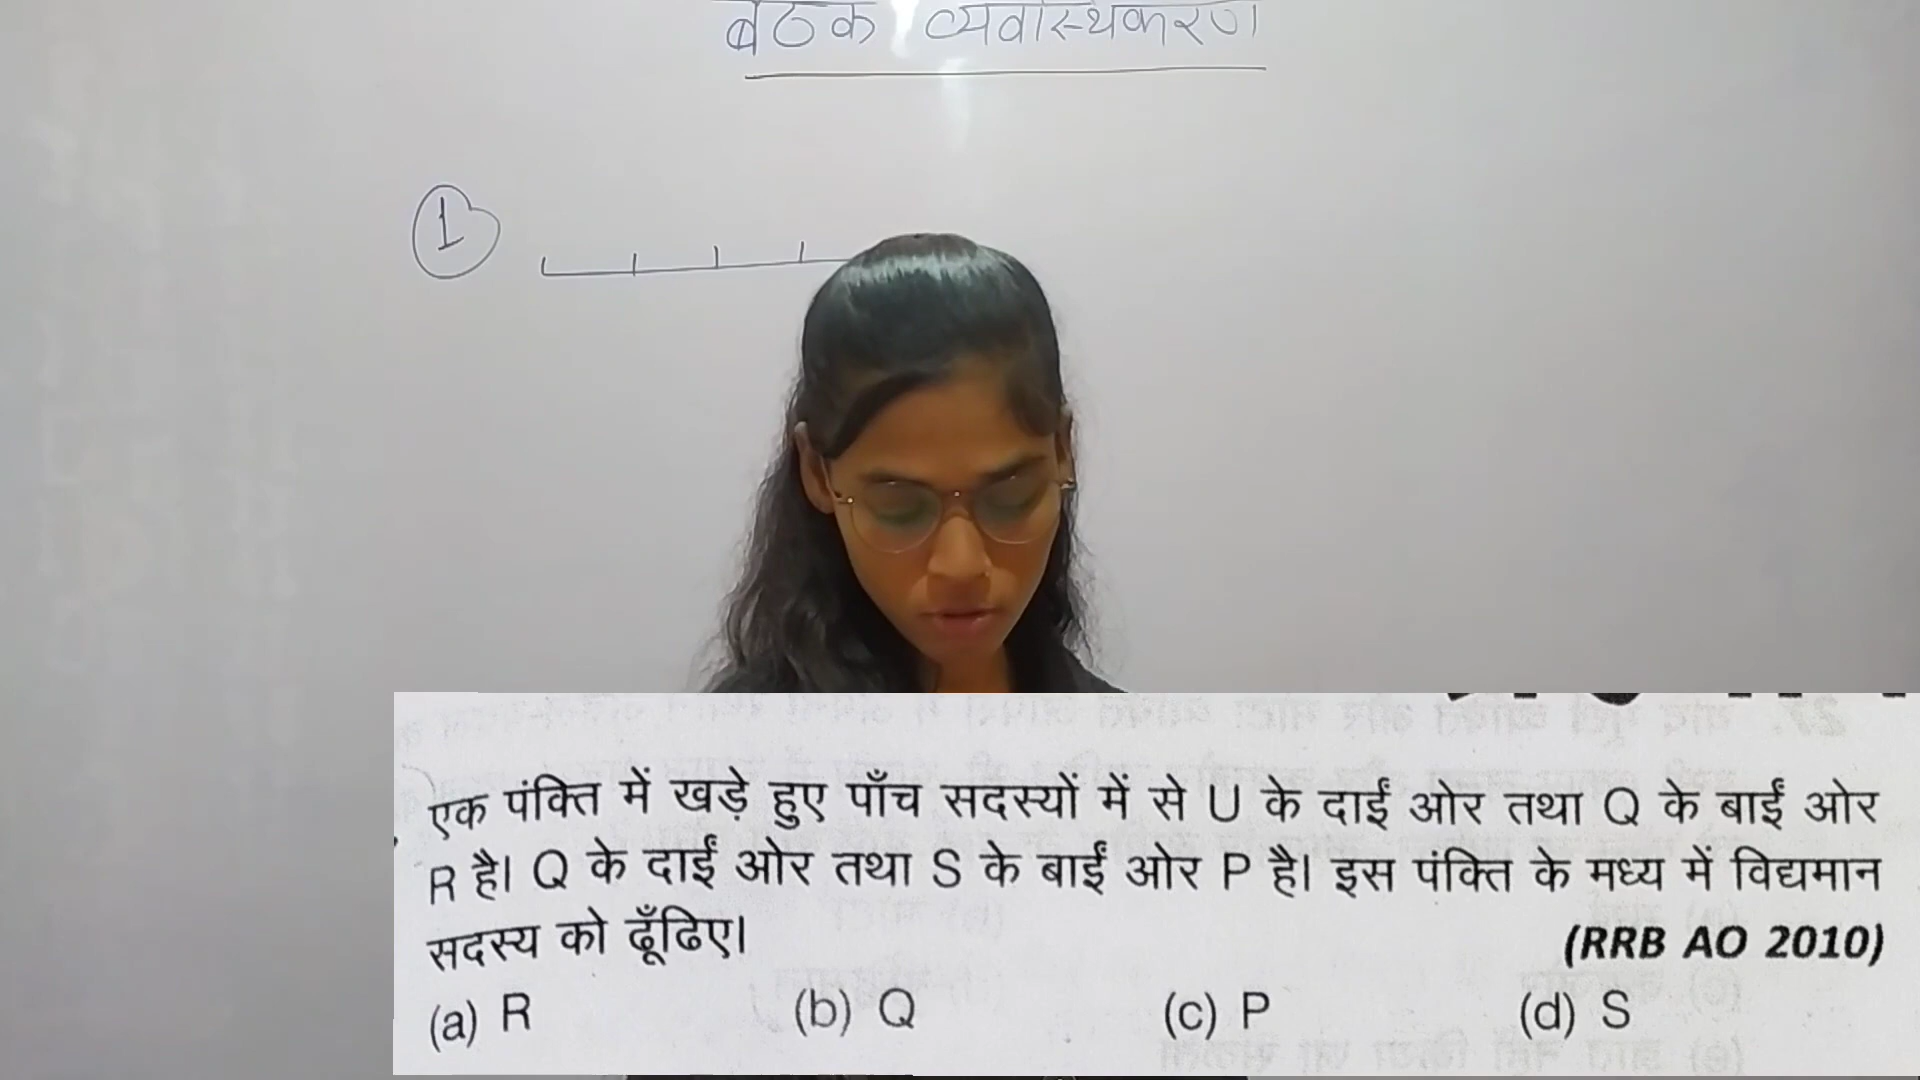 बैठक व्यवस्थिकरण
1
एक पंक्ति में खड़े हुए पाँच सदस्यों में से U के दाईं ओर तथा Q के बाईं ओर
R है। Q के दाईं ओर तथा S के बाईं ओर P है। इस पंक्ति के मध्य में विद्यमान
सदस्य को ढूँढिए।
(RRB AO 2010)
(a) R (b) Q (c) P (d) S